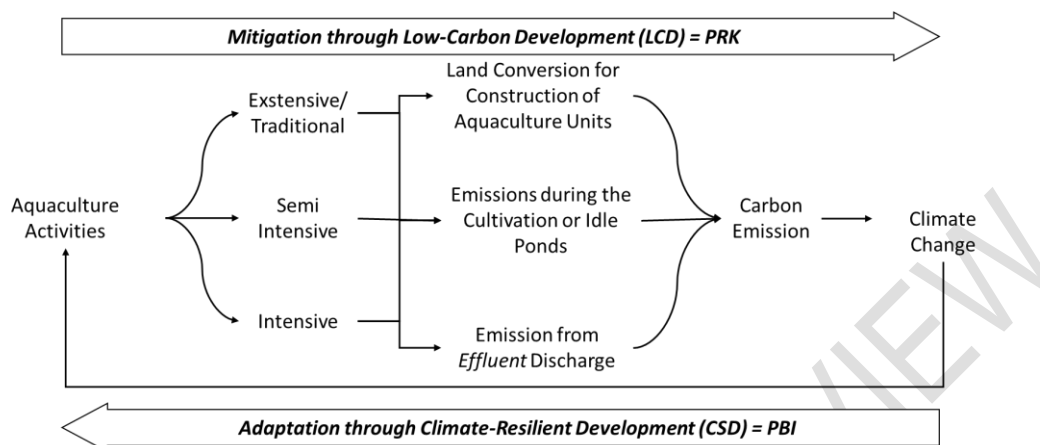 Mitigation through Low-Carbon Development (LCD) = PRK
Land Conversion for
Construction of
Aquaculture Units
Exstensive/
Traditional
Aquaculture
Activities
Semi
Intensive
Emissions during the
Cultivation or Idle
Ponds
Carbon
Emission
Climate
Change
Intensive
Emission from
Effluent Discharge
Adaptation through Climate-Resilient Development (CSD) = PBI
VIEW